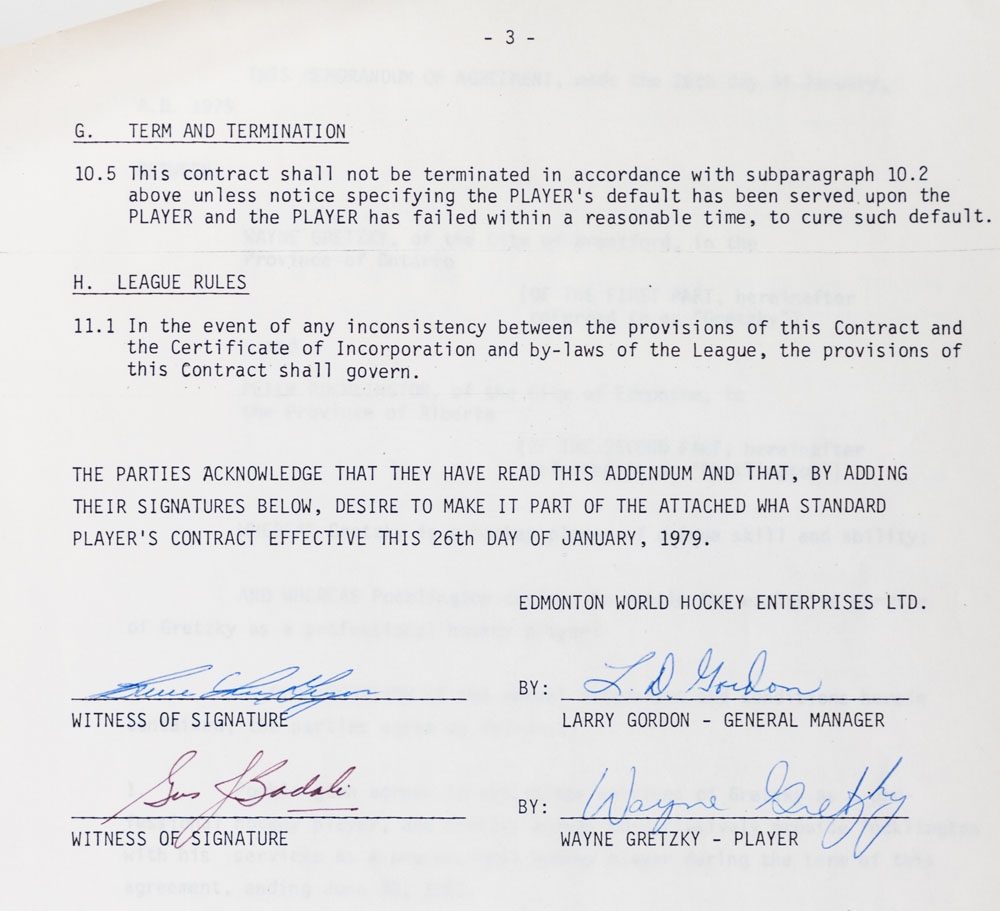 - 3 -
G. TERM AND TERMINATION
10.5 This contract shall not be terminated in accordance with subparagraph 10.2
above unless notice specifying the PLAYER's default has been served upon the
PLAYER and the PLAYER has failed within a reasonable time, to cure such default.
H. LEAGUE RULES
11.1 In the event of any inconsistency between the provisions of this Contract and
the Certificate of Incorporation and by-laws of the League, the provisions of
this Contract shall govern.
THE PARTIES ACKNOWLEDGE THAT THEY HAVE READ THIS ADDENDUM AND THAT, BY ADDING
THEIR SIGNATURES BELOW, DESIRE TO MAKE IT PART OF THE ATTACHED WHA STANDARD
PLAYER'S CONTRACT EFFECTIVE THIS 26th DAY OF JANUARY, 1979.
EDMONTON WORLD HOCKEY ENTERPRISES LTD.
BY: L. D. Gordon
WITNESS OF SIGNATURE LARRY GORDON - GENERAL MANAGER
Gus J Badali BY: Wayne Gretzky
WITNESS OF SIGNATURE WAYNE GRETZKY - PLAYER